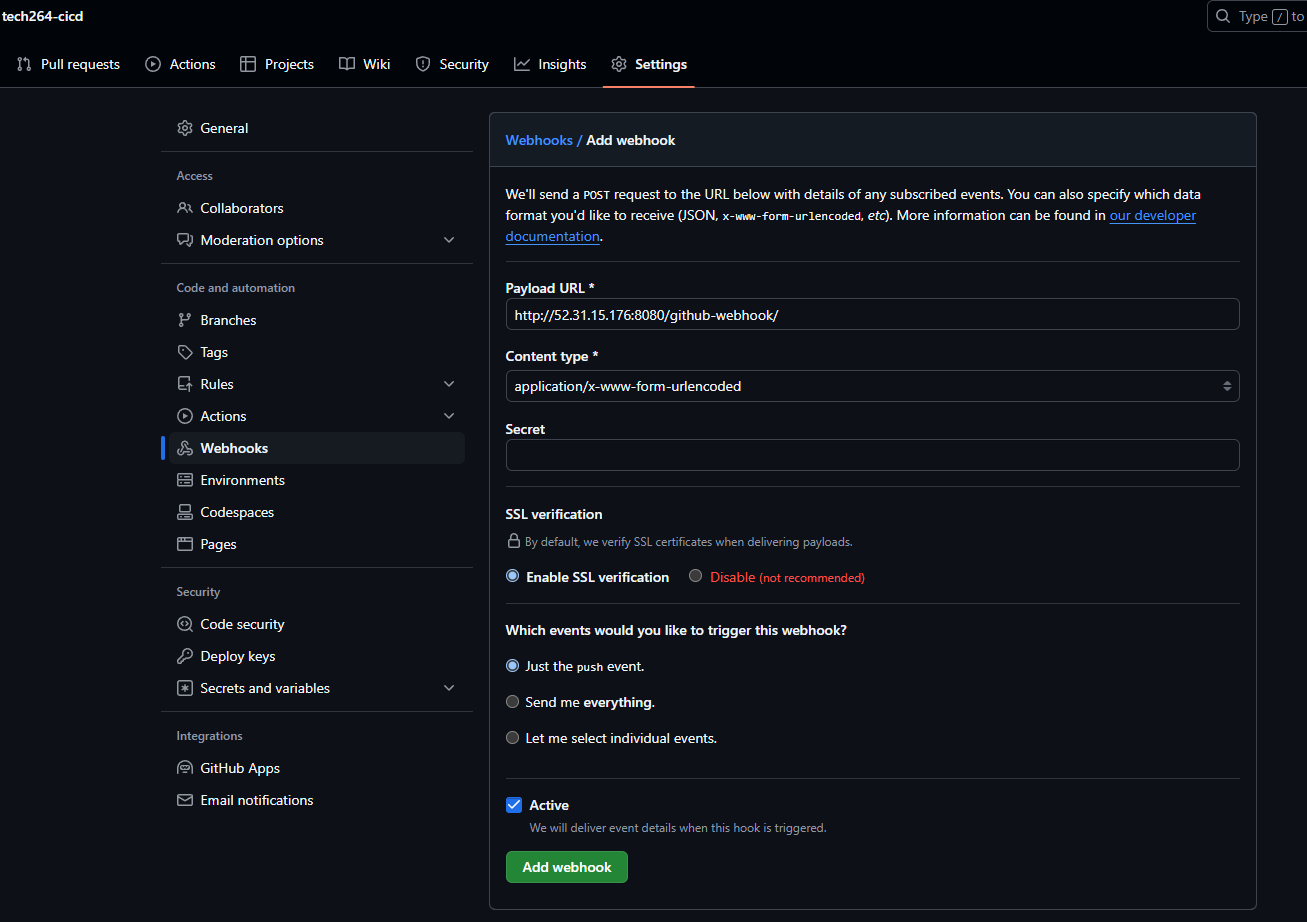 tech264-cicd
Type / to
Pull requests
Actions
Projects
Wiki
Security
Insights
Settings
General
Access
Collaborators
Moderation options
Code and automation
Branches
Tags
Rules
Actions
Webhooks
Environments
Codespaces
Pages
Security
Code security
Deploy keys
Secrets and variables
Integrations
GitHub Apps
Email notifications
Webhooks / Add webhook
We'll send a POST request to the URL below with details of any subscribed events. You can also specify which data
format you'd like to receive (JSON, x-www-form-urlencoded, etc). More information can be found in our developer
documentation.
Payload URL *
http://52.31.15.176:8080/github-webhook/
Content type *
application/x-www-form-urlencoded
Secret
SSL verification
By default, we verify SSL certificates when delivering payloads.
Enable SSL verification
Disable (not recommended)
Which events would you like to trigger this webhook?
Just the push event.
Send me everything.
Let me select individual events.
Active
We will deliver event details when this hook is triggered.
Add webhook